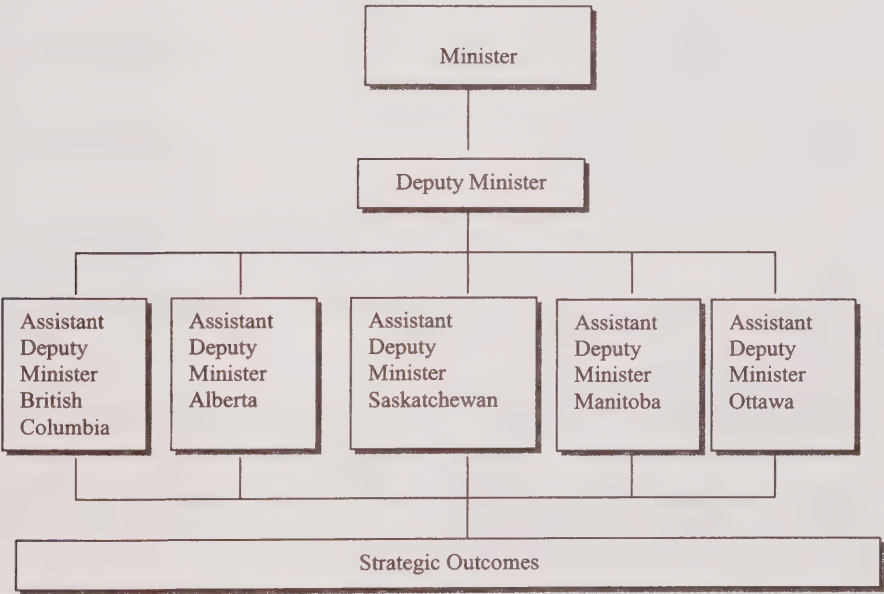 Minister
Deputy Minister
Assistant
Deputy
Minister
British
Columbia
Assistant
Deputy
Minister
Alberta
Assistant
Deputy
Minister
Saskatchewan
Assistant
Deputy
Minister
Manitoba
Assistant
Deputy
Minister
Ottawa
Strategic Outcomes